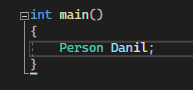 int main()
{
    Person Danil;
}